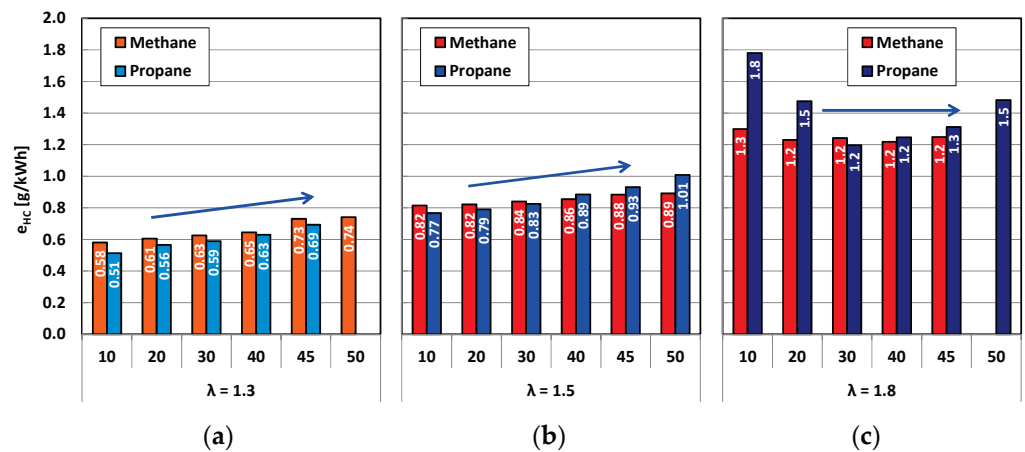 2.0
1.8
1.6
1.4
1.2
1.0
0.8
0.6
0.4
0.2
0.0
e_HC [g/kWh]
Methane
Propane
0.58
0.51
0.61
0.56
0.63
0.59
0.65
0.63
0.73
0.69
0.74
10 20 30 40 45 50
λ = 1.3
(a)
Methane
Propane
0.82
0.77
0.82
0.79
0.84
0.83
0.86
0.89
0.88
0.93
0.89
1.01
10 20 30 40 45 50
λ = 1.5
(b)
Methane
Propane
1.3
1.8
1.2
1.5
1.2
1.2
1.2
1.2
1.2
1.3
1.5
10 20 30 40 45 50
λ = 1.8
(c)